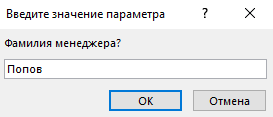 Введите значение параметра
Фамилия менеджера?
Попов
ОК
Отмена